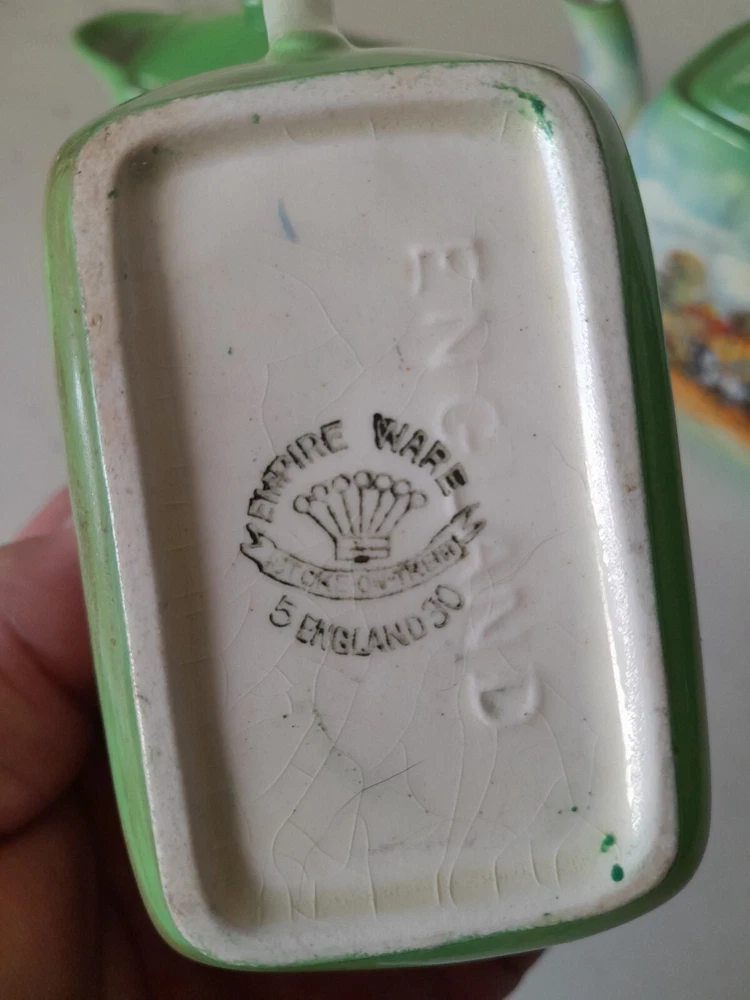 EMPIRE WARE
STOKE-ON-TRENT
5 ENGLAND 30
ENGLAND